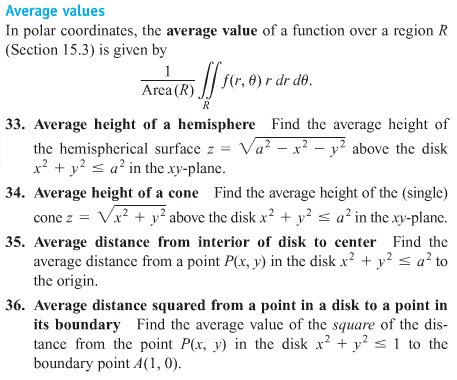 Average values
In polar coordinates, the average value of a function over a region R
(Section 15.3) is given by
1/Area (R) ∬_R f(r, θ) r dr dθ.
33. Average height of a hemisphere Find the average height of
the hemispherical surface z = √(a² − x² − y²) above the disk
x² + y² ≤ a² in the xy-plane.
34. Average height of a cone Find the average height of the (single)
cone z = √(x² + y²) above the disk x² + y² ≤ a² in the xy-plane.
35. Average distance from interior of disk to center Find the
average distance from a point P(x, y) in the disk x² + y² ≤ a² to
the origin.
36. Average distance squared from a point in a disk to a point in
its boundary Find the average value of the square of the dis-
tance from the point P(x, y) in the disk x² + y² ≤ 1 to the
boundary point A(1, 0).